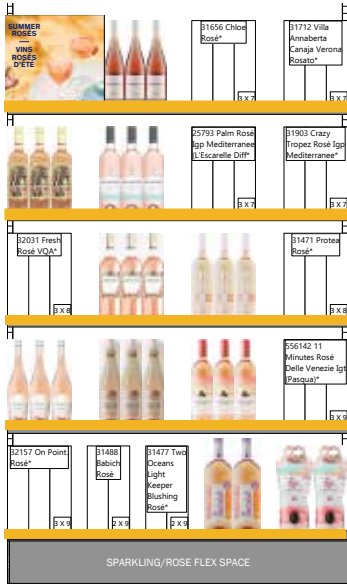 SUMMER
ROSÉS
VINS
ROSÉS
D'ÉTÉ
31656 Chloe
Rosé*
3 X 7
31712 Villa
Annaberta
Canaja Verona
Rosato*
3 X 7
25793 Palm Rosé
Igp Mediterranee
(L'Escarelle Diff*
3 X 7
31903 Crazy
Tropez Rosé Igp
Mediterranee*
3 X 7
32031 Fresh
Rosé VQA*
3 X 8
31471 Protea
Rosé*
3 X 8
556142 11
Minutes Rosé
Delle Venezie Igt
(Pasqua)*
3 X 9
32157 On Point.
Rosé*
3 X 9
31488
Babich
Rosé
2 X 9
31477 Two
Oceans
Light
Keeper
Blushing
Rosé*
2 X 9
3 X 9
SPARKLING/ROSE FLEX SPACE